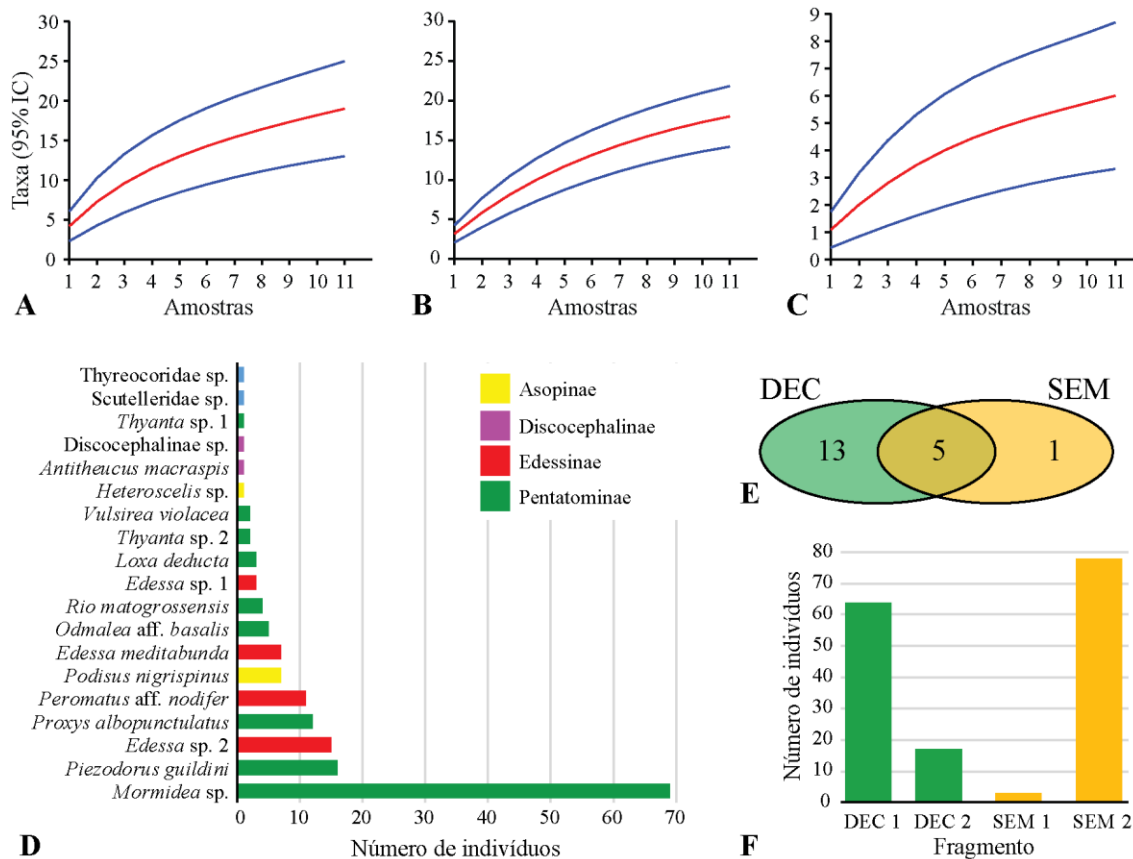 Taxa (95% IC)
30
25
20
15
10
5
0
1 2 3 4 5 6 7 8 9 10 11
Amostras
A
30
25
20
15
10
5
0
1 2 3 4 5 6 7 8 9 10 11
Amostras
B
9
8
7
6
5
4
3
2
1
0
1 2 3 4 5 6 7 8 9 10 11
Amostras
C
Thyreocoridae sp.
Scutelleridae sp.
Thyanta sp. 1
Discocephalinae sp.
Antitheucus macraspis
Heteroscelis sp.
Vulsirea violacea
Thyanta sp. 2
Loxa deducta
Edessa sp. 1
Rio matogrossensis
Odmalea aff. basalis
Edessa meditabunda
Podisus nigrispinus
Peromatus aff. nodifer
Proxys albopunctulatus
Edessa sp. 2
Piezodorus guildini
Mormidea sp.
0 10 20 30 40 50 60 70
Número de indivíduos
D
Asopinae
Discocephalinae
Edessinae
Pentatominae
DEC SEM
13 5 1
E
Número de indivíduos
80
70
60
50
40
30
20
10
0
DEC 1 DEC 2 SEM 1 SEM 2
Fragmento
F